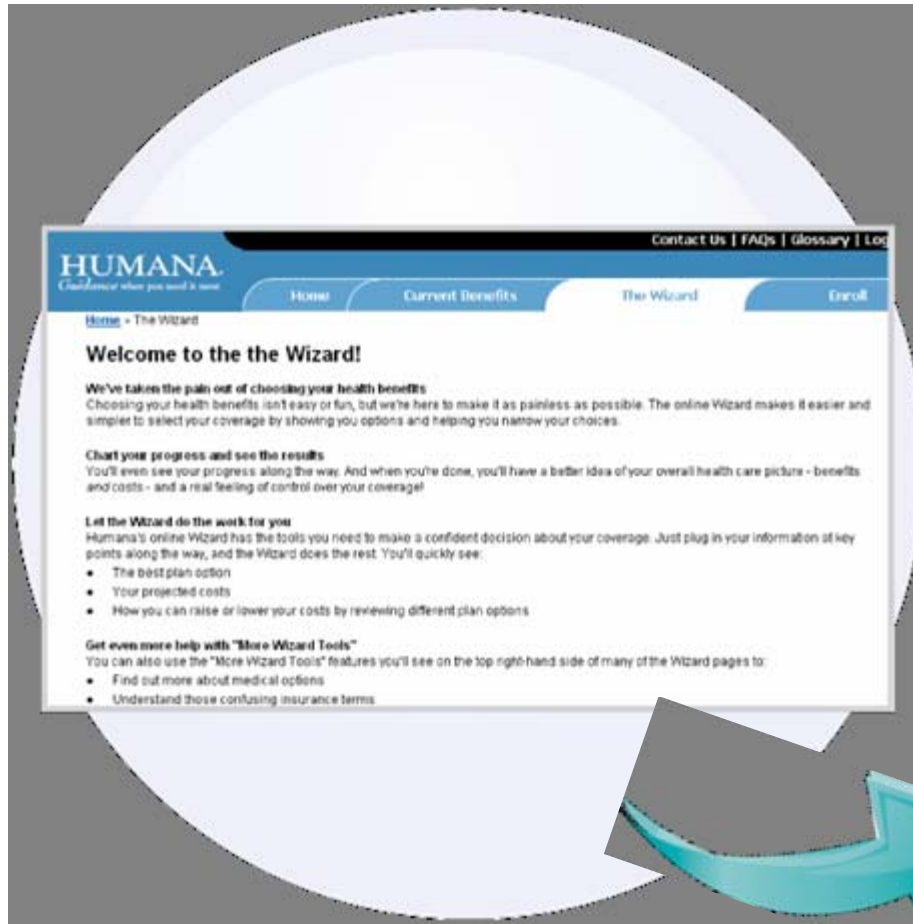 Contact Us | FAQs | Glossary | Log
HUMANA.
Guidance when you need it most
Home
Current Benefits
The Wizard
Enroll
Home » The Wizard
Welcome to the the Wizard!
We've taken the pain out of choosing your health benefits
Choosing your health benefits isn't easy or fun, but we're here to make it as painless as possible. The online Wizard makes it easier and
simpler to select your coverage by showing you options and helping you narrow your choices.
Chart your progress and see the results
You'll even see your progress along the way. And when you're done, you'll have a better idea of your overall health care picture - benefits
and costs - and a real feeling of control over your coverage!
Let the Wizard do the work for you
Humana's online Wizard has the tools you need to make a confident decision about your coverage. Just plug in your information at key
points along the way, and the Wizard does the rest. You'll quickly see:
• The best plan option
• Your projected costs
• How you can raise or lower your costs by reviewing different plan options
Get even more help with "More Wizard Tools"
You can also use the "More Wizard Tools" features you'll see on the top right-hand side of many of the Wizard pages to:
• Find out more about medical options
• Understand those confusing insurance terms